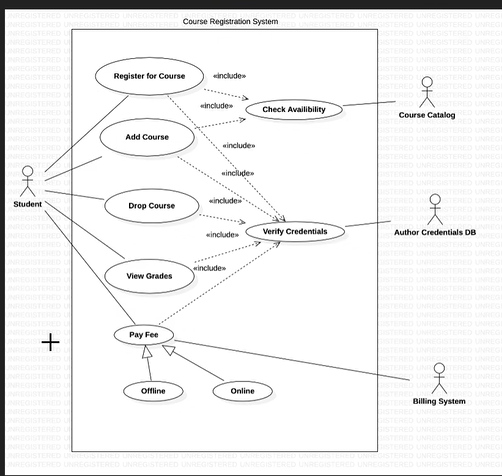 Course Registration System
Register for Course
«include»
Check Availibility
«include»
Course Catalog
Add Course
«include»
«include»
Student
Drop Course
«include»
Verify Credentials
Author Credentials DB
«include»
View Grades
«include»
Pay Fee
Offline
Online
Billing System